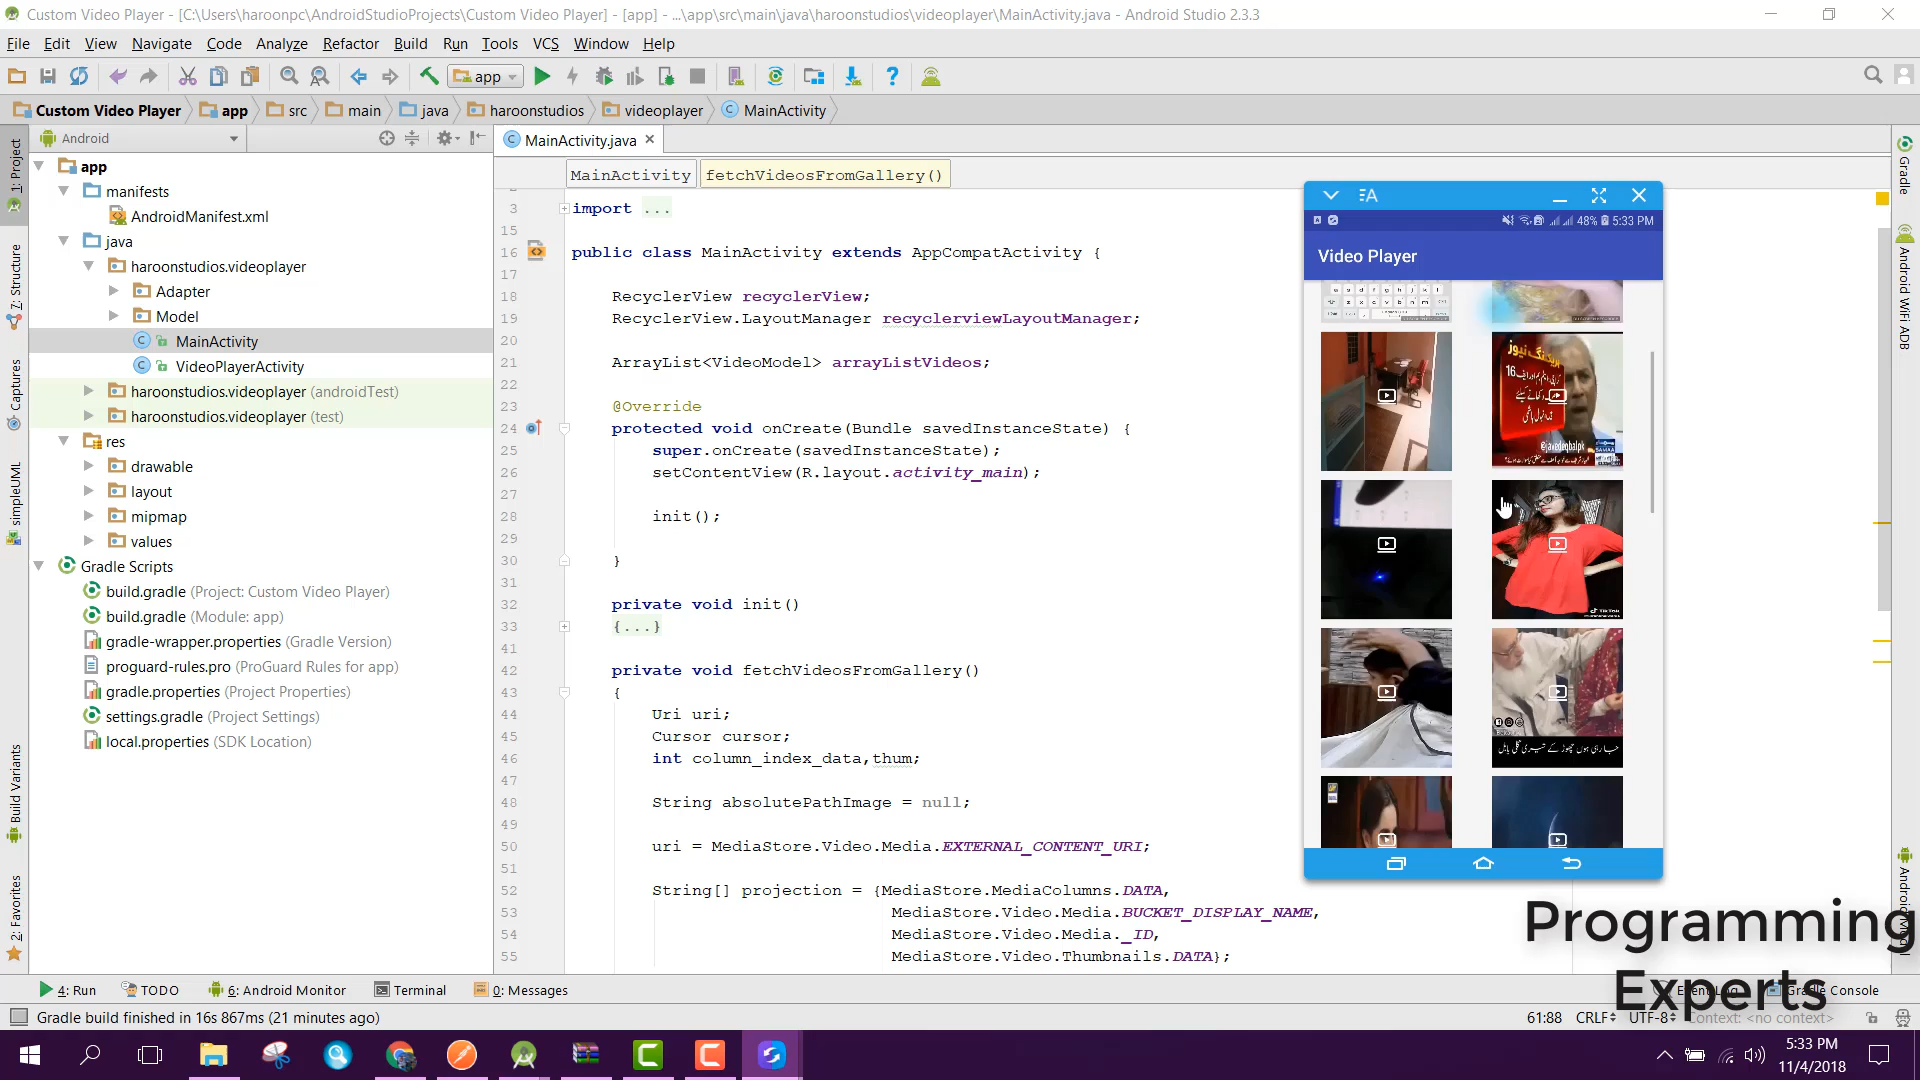 Custom Video Player - [C:\Users\haroonpc\AndroidStudioProjects\Custom Video Player] - [app] - ...\app\src\main\java\haroonstudios\videoplayer\MainActivity.java - Android Studio 2.3.3
File Edit View Navigate Code Analyze Refactor Build Run Tools VCS Window Help
app
Custom Video Player app src main java haroonstudios videoplayer MainActivity
Android
MainActivity.java
1: Project
7: Structure
Captures
simpleUML
Build Variants
2: Favorites
app
manifests
AndroidManifest.xml
java
haroonstudios.videoplayer
Adapter
Model
MainActivity
VideoPlayerActivity
haroonstudios.videoplayer (androidTest)
haroonstudios.videoplayer (test)
res
drawable
layout
mipmap
values
Gradle Scripts
build.gradle (Project: Custom Video Player)
build.gradle (Module: app)
gradle-wrapper.properties (Gradle Version)
proguard-rules.pro (ProGuard Rules for app)
gradle.properties (Project Properties)
settings.gradle (Project Settings)
local.properties (SDK Location)
MainActivity fetchVideosFromGallery()
3 import ...
15
16 public class MainActivity extends AppCompatActivity {
17
18 RecyclerView recyclerView;
19 RecyclerView.LayoutManager recyclerviewLayoutManager;
20
21 ArrayList<VideoModel> arrayListVideos;
22
23 @Override
24 protected void onCreate(Bundle savedInstanceState) {
25 super.onCreate(savedInstanceState);
26 setContentView(R.layout.activity_main);
27
28 init();
29
30 }
31
32 private void init()
33 {...}
41
42 private void fetchVideosFromGallery()
43 {
44 Uri uri;
45 Cursor cursor;
46 int column_index_data,thum;
47
48 String absolutePathImage = null;
49
50 uri = MediaStore.Video.Media.EXTERNAL_CONTENT_URI;
51
52 String[] projection = {MediaStore.MediaColumns.DATA,
53 MediaStore.Video.Media.BUCKET_DISPLAY_NAME,
54 MediaStore.Video.Media._ID,
55 MediaStore.Video.Thumbnails.DATA};
48% 5:33 PM
Video Player
بریکنگ نیوز
@javediqbalpk
SAMAA
جا رہی ہوں چھوڑ کے تیری گلی بابل
Gradle
Android WiFi ADB
Programming
Experts
4: Run TODO 6: Android Monitor Terminal 0: Messages Event Log Gradle Console
Gradle build finished in 16s 867ms (21 minutes ago)
61:88 CRLF UTF-8 Context: <no context>
5:33 PM
11/4/2018